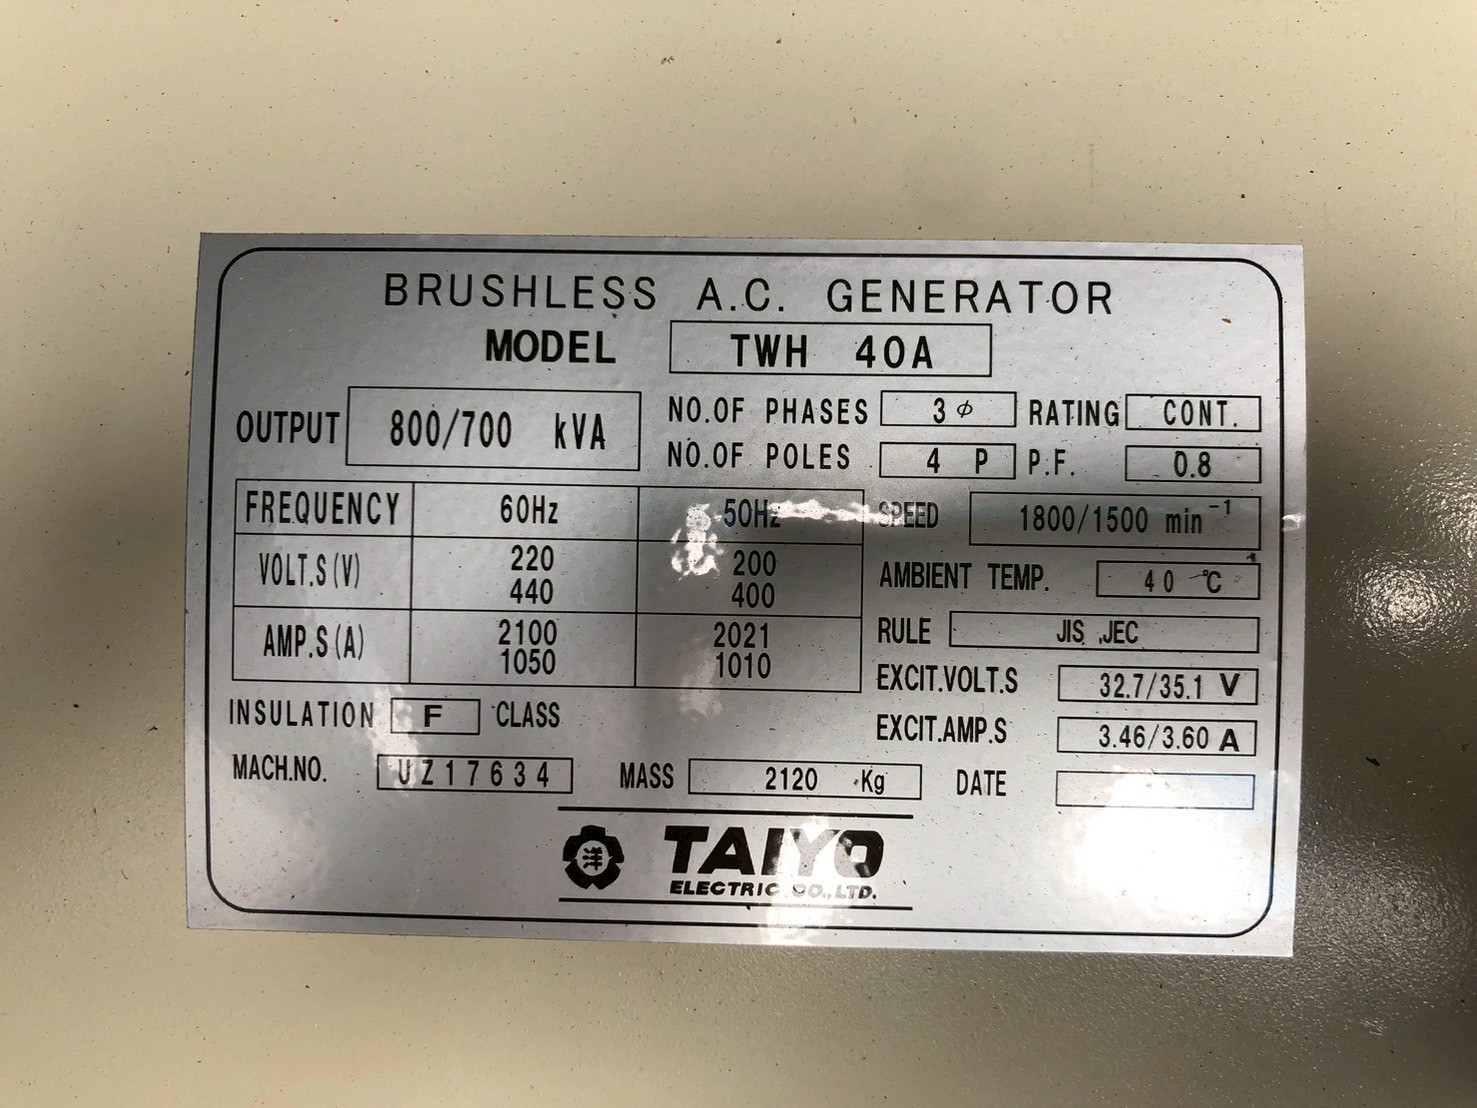 BRUSHLESS A.C. GENERATOR
MODEL TWH 40A
OUTPUT 800/700 kVA
NO.OF PHASES 3 φ RATING CONT.
NO.OF POLES 4 P P.F. 0.8
FREQUENCY 60Hz 50Hz
VOLT.S(V) 220 200
440 400
AMP.S(A) 2100 2021
1050 1010
SPEED 1800/1500 min⁻¹
AMBIENT TEMP. 40 ℃
RULE JIS ,JEC
EXCIT.VOLT.S 32.7/35.1 V
EXCIT.AMP.S 3.46/3.60 A
INSULATION F CLASS
MACH.NO. UZ17634 MASS 2120 Kg DATE
洋 TAIYO
ELECTRIC CO.,LTD.